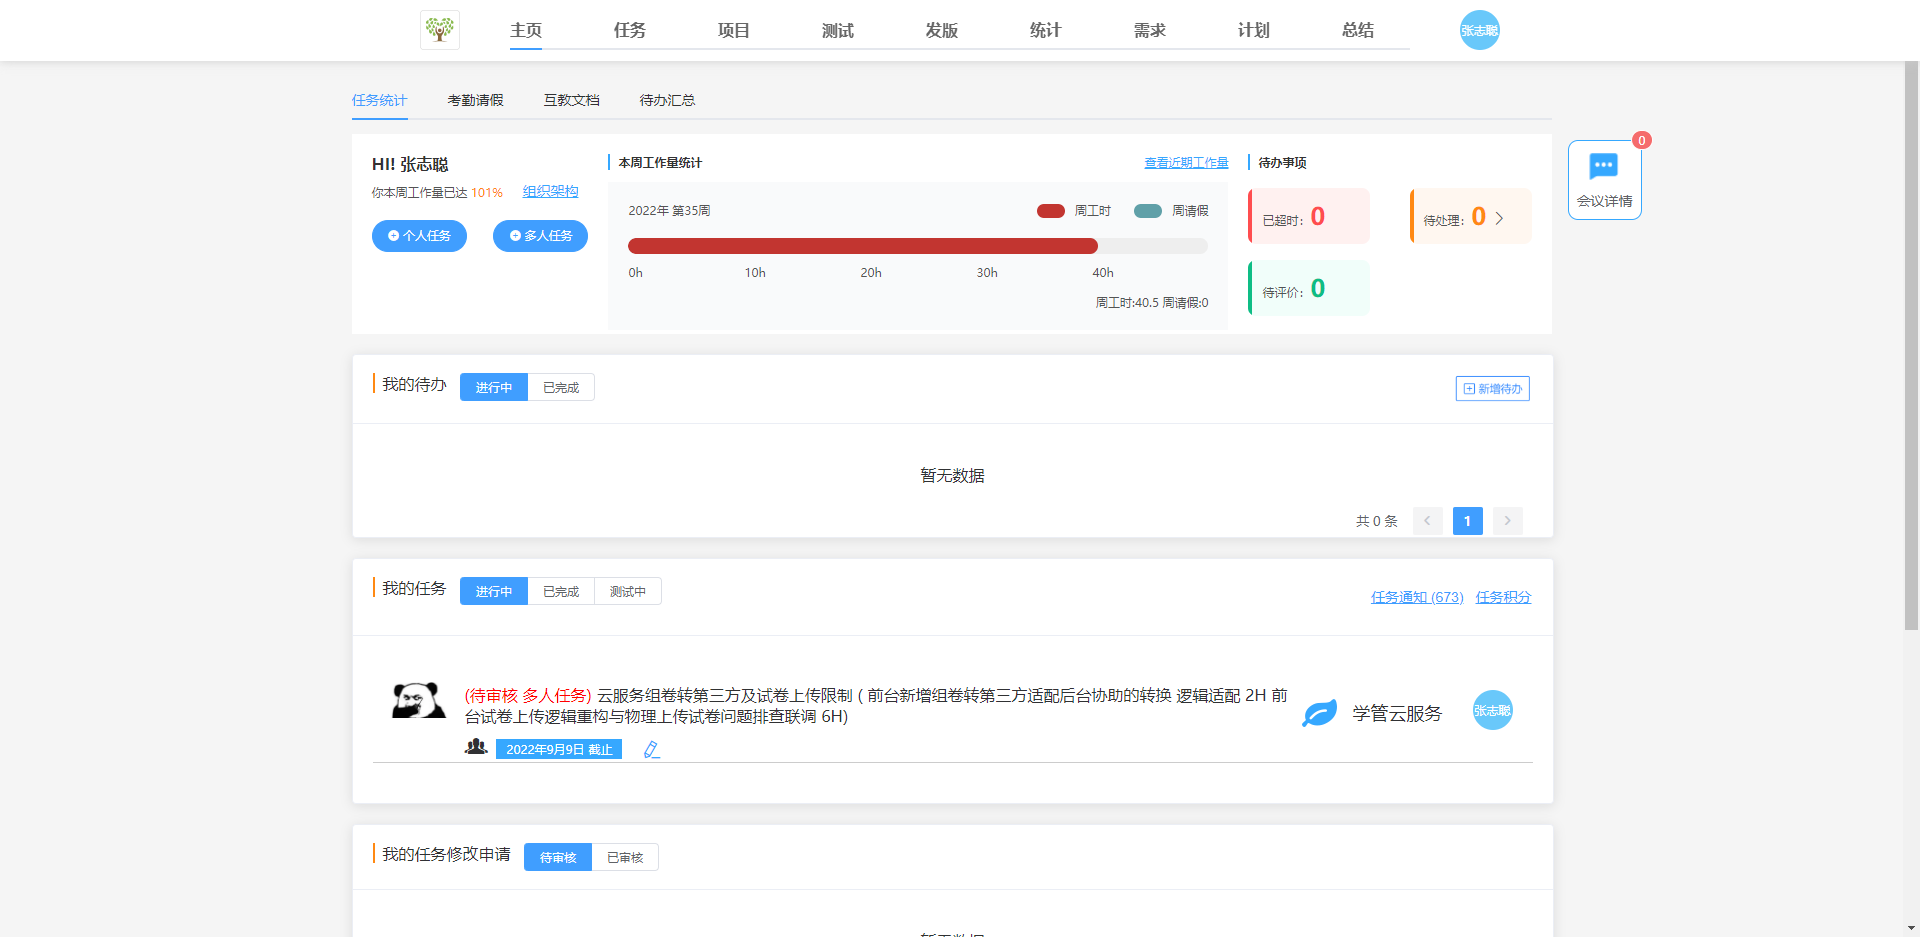 主页 任务 项目 测试 发版 统计 需求 计划 总结 张志聪
任务统计 考勤请假 互教文档 待办汇总
HI! 张志聪
你本周工作量已达 101% 组织架构
个人任务 多人任务
本周工作量统计 查看近期工作量
2022年 第35周 周工时 周请假
0h 10h 20h 30h 40h
周工时:40.5 周请假:0
待办事项
已超时: 0 待处理: 0
待评价: 0
0
会议详情
我的待办 进行中 已完成 新增待办
暂无数据
共 0 条 1
我的任务 进行中 已完成 测试中 任务通知 (673) 任务积分
(待审核 多人任务) 云服务组卷转第三方及试卷上传限制 ( 前台新增组卷转第三方适配后台协助的转换 逻辑适配 2H 前
台试卷上传逻辑重构与物理上传试卷问题排查联调 6H)
2022年9月9日 截止
学管云服务 张志聪
我的任务修改申请 待审核 已审核